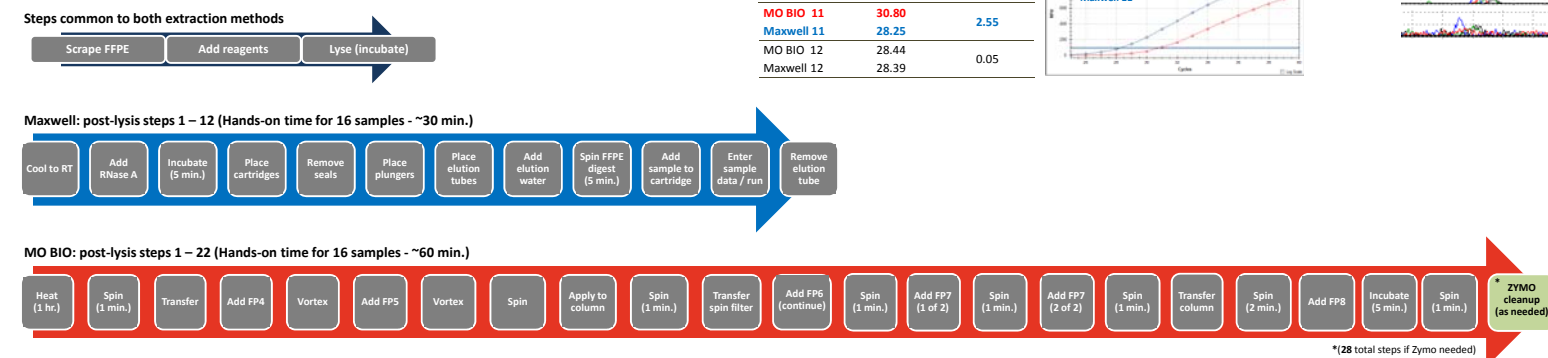 Steps common to both extraction methods
Scrape FFPE
Add reagents
Lyse (incubate)
MO BIO 11 30.80
2.55
Maxwell 11 28.25
MO BIO 12 28.44
0.05
Maxwell 12 28.39
Cycles
Log Scale
Maxwell: post-lysis steps 1 – 12 (Hands-on time for 16 samples - ~30 min.)
Cool to RT
Add
RNase A
Incubate
(5 min.)
Place
cartridges
Remove
seals
Place
plungers
Place
elution
tubes
Add
elution
water
Spin FFPE
digest
(5 min.)
Add
sample to
cartridge
Enter
sample
data / run
Remove
elution
tube
MO BIO: post-lysis steps 1 – 22 (Hands-on time for 16 samples - ~60 min.)
Heat
(1 hr.)
Spin
(1 min.)
Transfer
Add FP4
Vortex
Add FP5
Vortex
Spin
Apply to
column
Spin
(1 min.)
Transfer
spin filter
Add FP6
(continue)
Spin
(1 min.)
Add FP7
(1 of 2)
Spin
(1 min.)
Add FP7
(2 of 2)
Spin
(1 min.)
Transfer
column
Spin
(2 min.)
Add FP8
Incubate
(5 min.)
Spin
(1 min.)
* ZYMO
cleanup
(as needed)
*(28 total steps if Zymo needed)